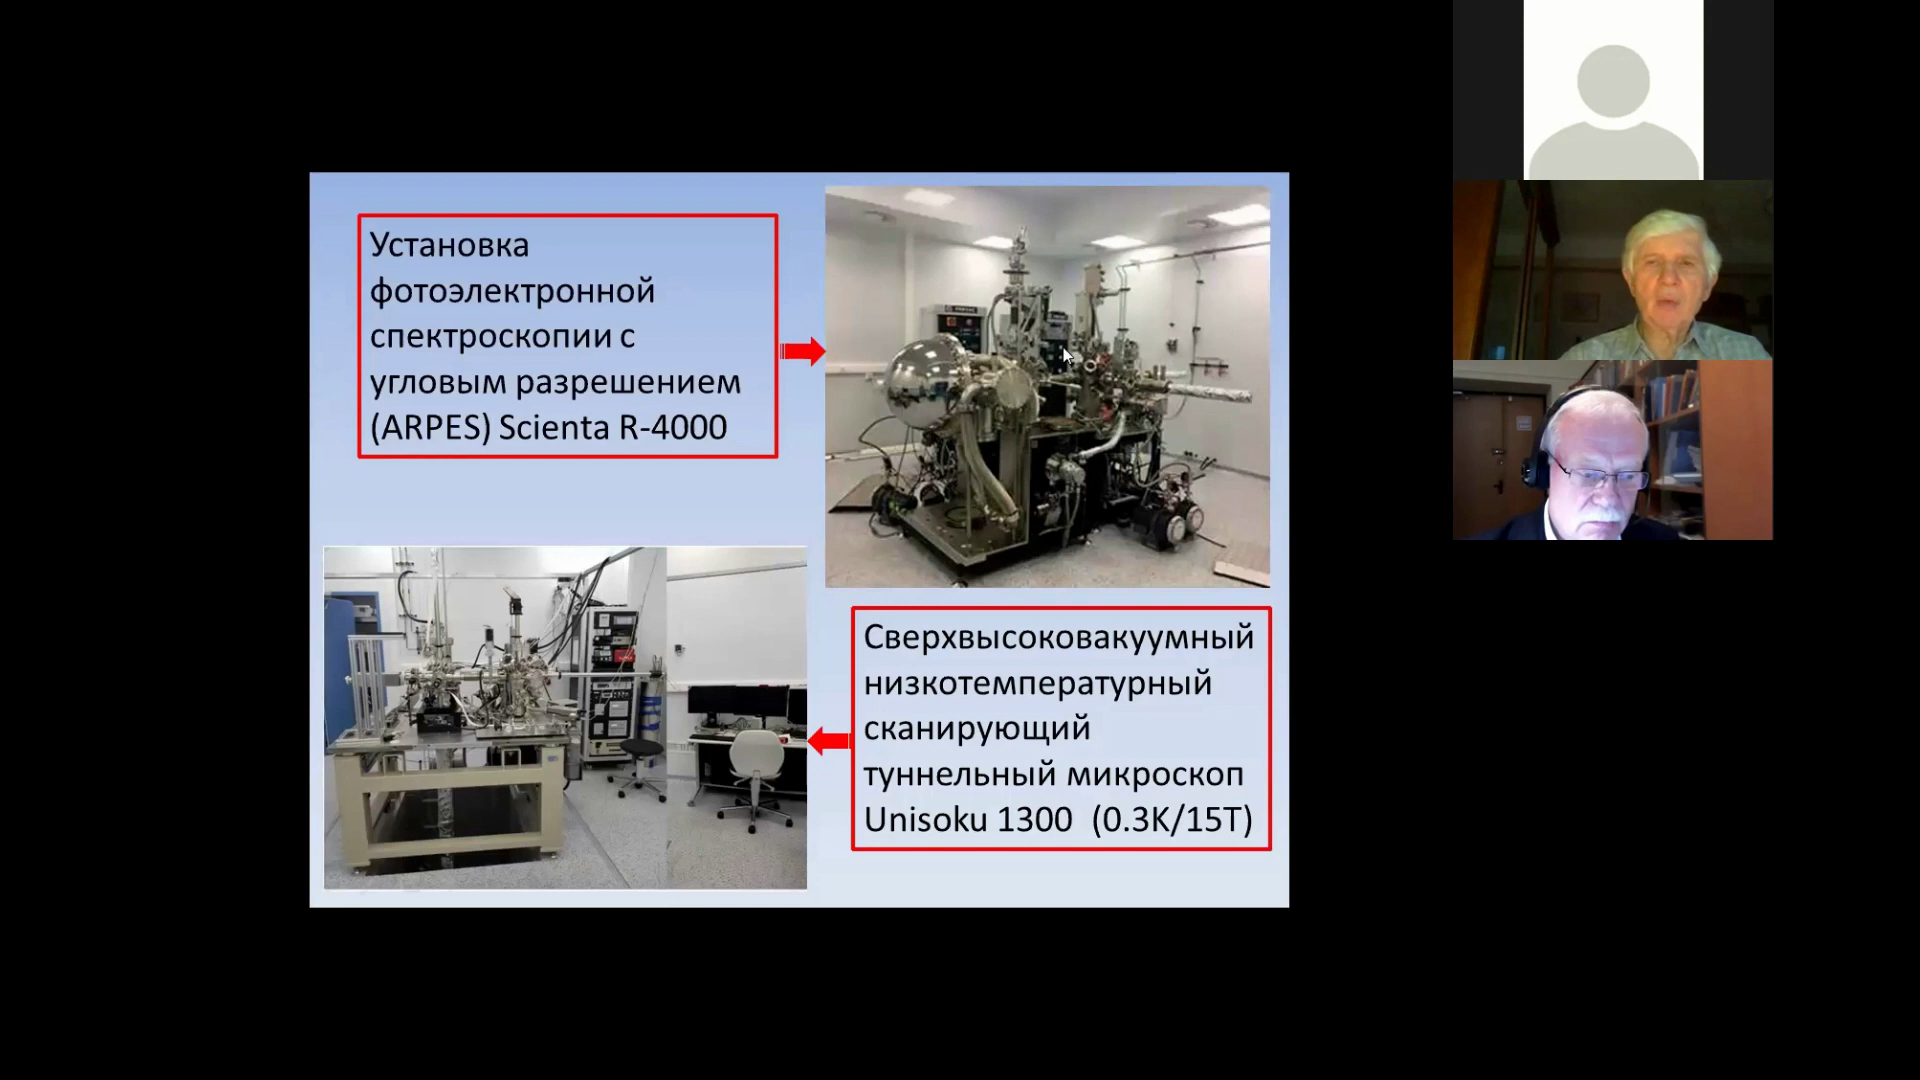 Установка
фотоэлектронной
спектроскопии с
угловым разрешением
(ARPES) Scienta R-4000
Сверхвысоковакуумный
низкотемпературный
сканирующий
туннельный микроскоп
Unisoku 1300 (0.3K/15T)